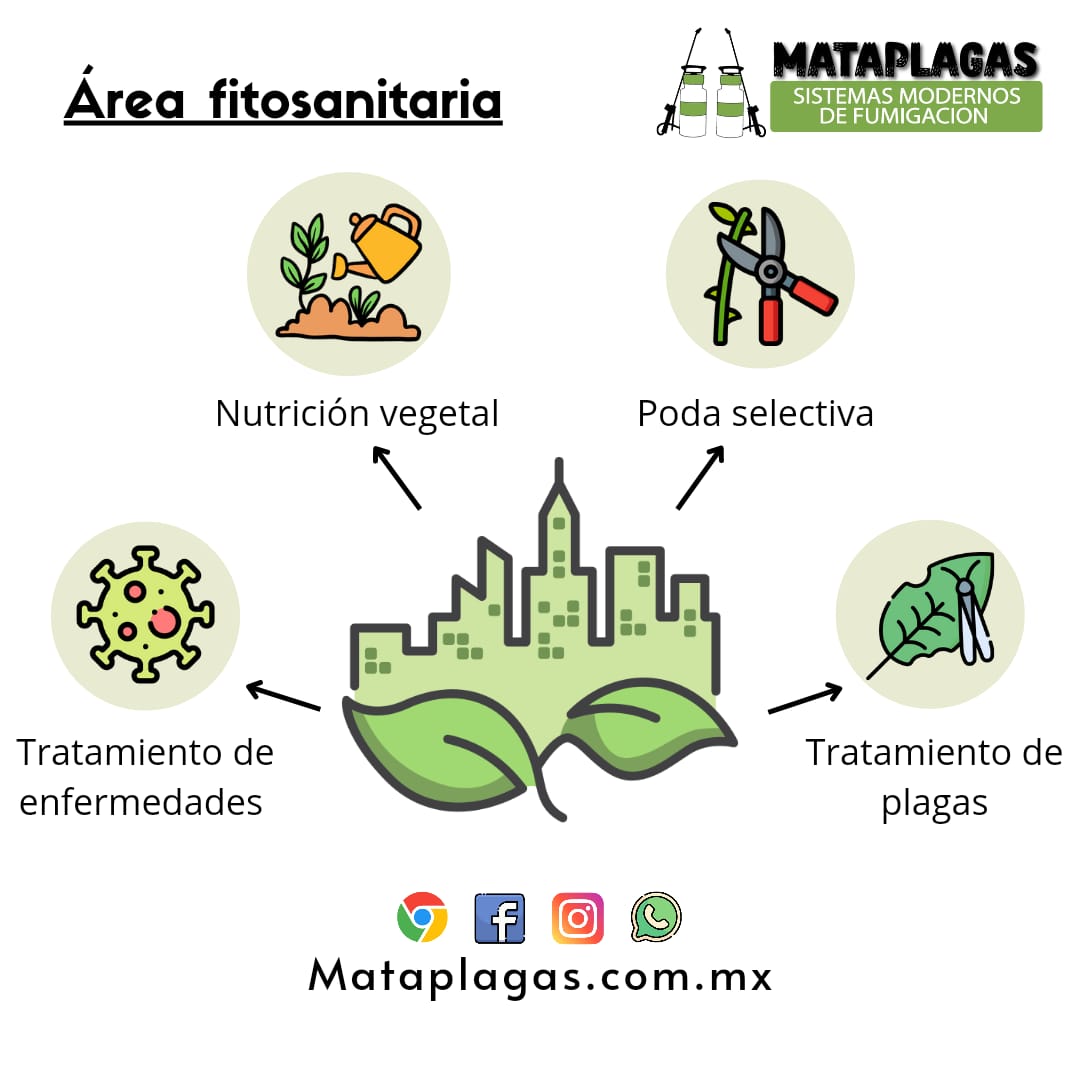 Área fitosanitaria
MATAPLAGAS
SISTEMAS MODERNOS
DE FUMIGACION
Nutrición vegetal
Poda selectiva
Tratamiento de
enfermedades
Tratamiento de
plagas
Mataplagas.com.mx